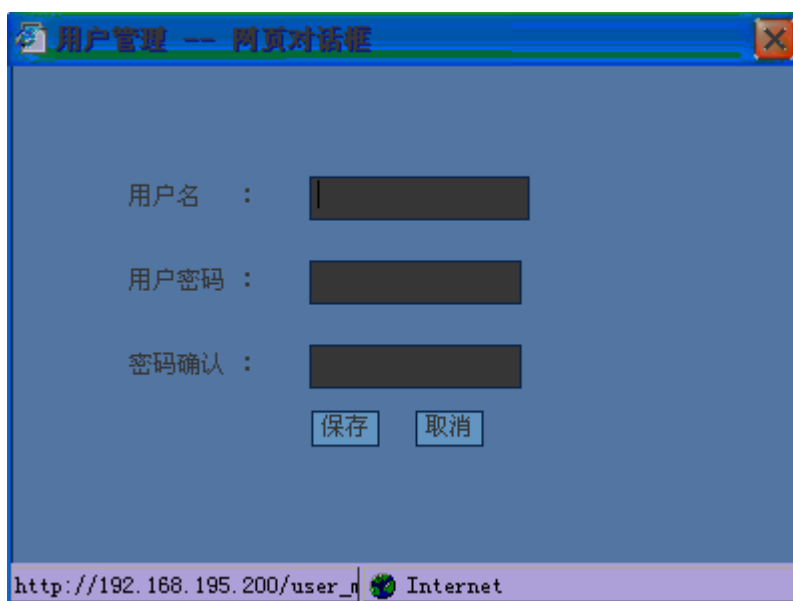 用户管理 -- 网页对话框
用户名 :
用户密码 :
密码确认 :
保存 取消
http://192.168.195.200/user_m Internet